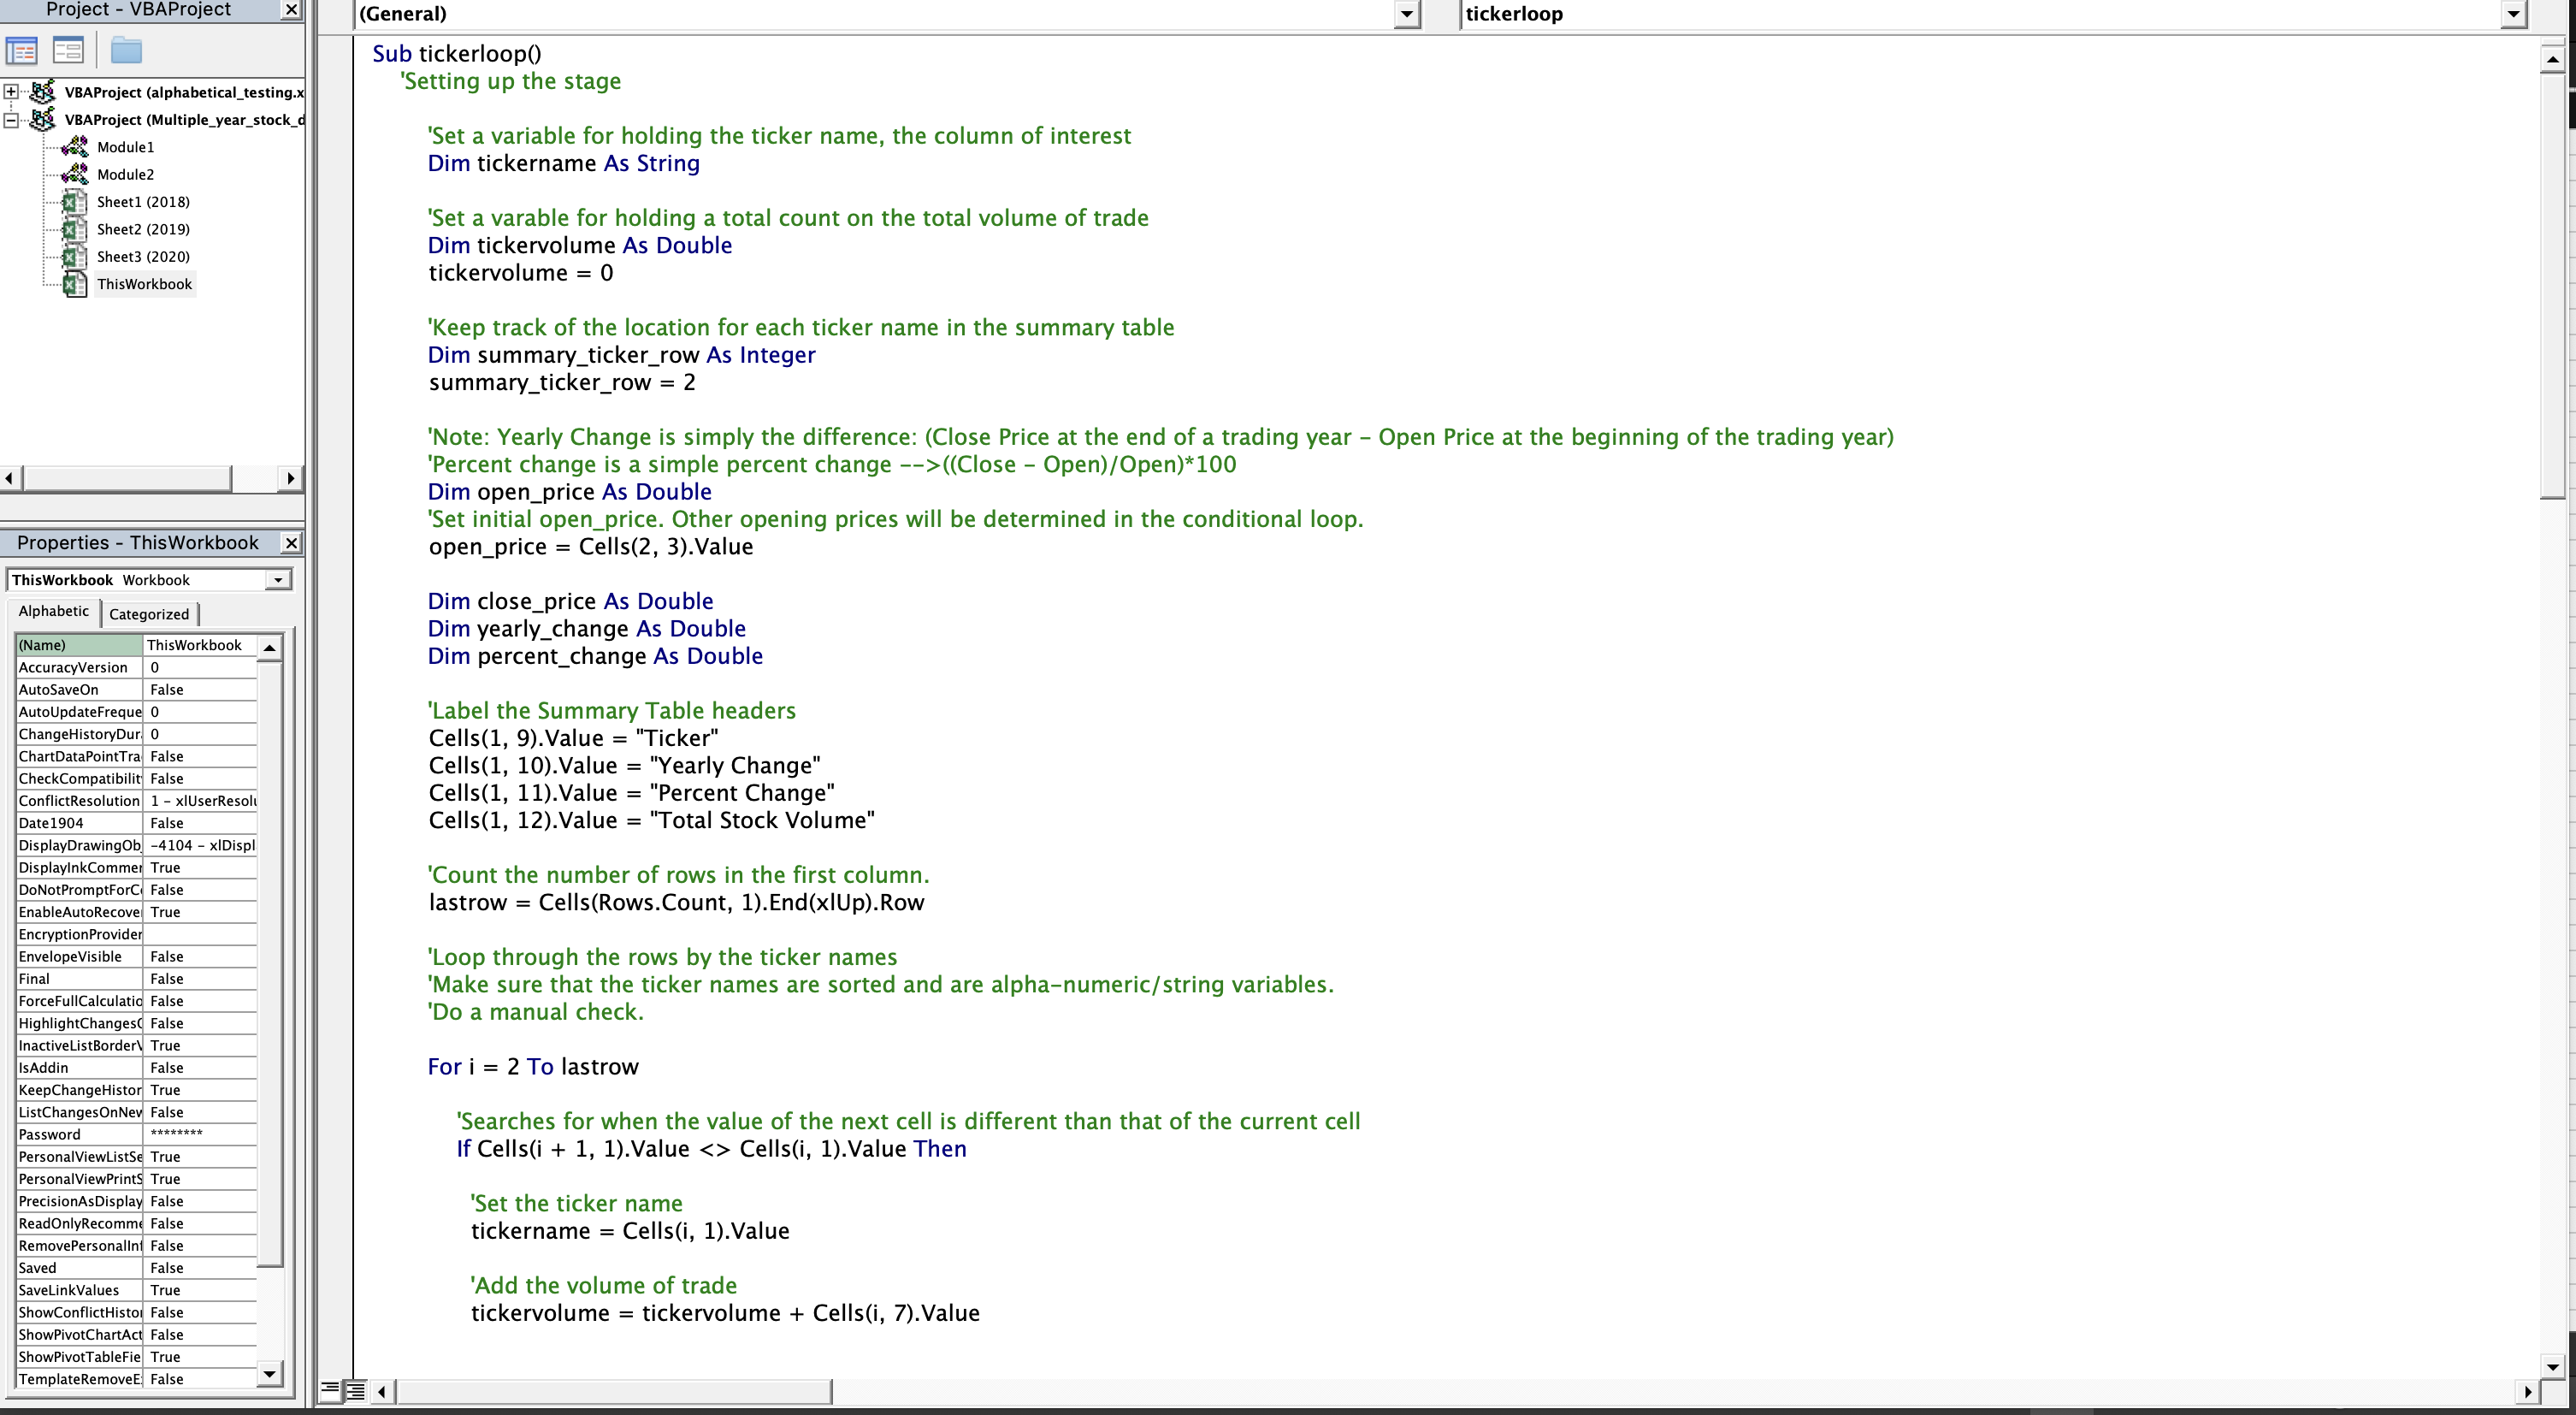 Project - VBAProject
VBAProject (alphabetical_testing.x
VBAProject (Multiple_year_stock_d
Module1
Module2
Sheet1 (2018)
Sheet2 (2019)
Sheet3 (2020)
ThisWorkbook
Properties - ThisWorkbook
ThisWorkbook Workbook
Alphabetic Categorized
(Name) ThisWorkbook
AccuracyVersion 0
AutoSaveOn False
AutoUpdateFreque 0
ChangeHistoryDur 0
ChartDataPointTra False
CheckCompatibilit False
ConflictResolution 1 - xlUserResolu
Date1904 False
DisplayDrawingOb -4104 - xlDispl
DisplayInkCommer True
DoNotPromptForC False
EnableAutoRecove True
EncryptionProvider
EnvelopeVisible False
Final False
ForceFullCalculatio False
HighlightChangesO False
InactiveListBorderV True
IsAddin False
KeepChangeHistor True
ListChangesOnNew False
Password ********
PersonalViewListSe True
PersonalViewPrintS True
PrecisionAsDisplay False
ReadOnlyRecomme False
RemovePersonalInf False
Saved False
SaveLinkValues True
ShowConflictHisto False
ShowPivotChartAct False
ShowPivotTableFie True
TemplateRemoveE False
(General) tickerloop
Sub tickerloop()
'Setting up the stage
'Set a variable for holding the ticker name, the column of interest
Dim tickername As String
'Set a varable for holding a total count on the total volume of trade
Dim tickervolume As Double
tickervolume = 0
'Keep track of the location for each ticker name in the summary table
Dim summary_ticker_row As Integer
summary_ticker_row = 2
'Note: Yearly Change is simply the difference: (Close Price at the end of a trading year - Open Price at the beginning of the trading year)
'Percent change is a simple percent change -->((Close - Open)/Open)*100
Dim open_price As Double
'Set initial open_price. Other opening prices will be determined in the conditional loop.
open_price = Cells(2, 3).Value
Dim close_price As Double
Dim yearly_change As Double
Dim percent_change As Double
'Label the Summary Table headers
Cells(1, 9).Value = "Ticker"
Cells(1, 10).Value = "Yearly Change"
Cells(1, 11).Value = "Percent Change"
Cells(1, 12).Value = "Total Stock Volume"
'Count the number of rows in the first column.
lastrow = Cells(Rows.Count, 1).End(xlUp).Row
'Loop through the rows by the ticker names
'Make sure that the ticker names are sorted and are alpha-numeric/string variables.
'Do a manual check.
For i = 2 To lastrow
'Searches for when the value of the next cell is different than that of the current cell
If Cells(i + 1, 1).Value <> Cells(i, 1).Value Then
'Set the ticker name
tickername = Cells(i, 1).Value
'Add the volume of trade
tickervolume = tickervolume + Cells(i, 7).Value